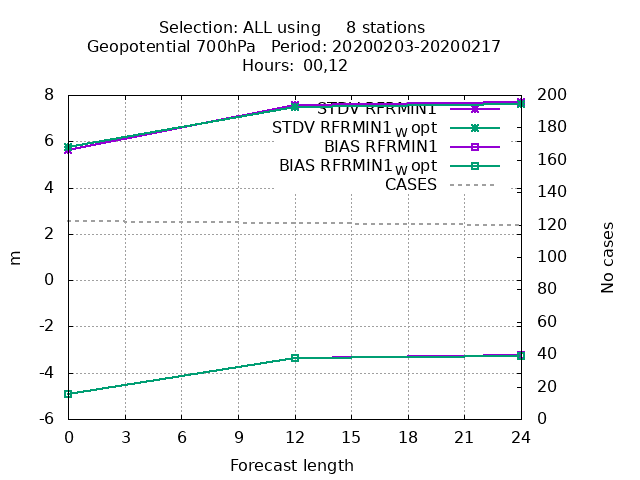 Selection: ALL using     8 stations
Geopotential 700hPa   Period: 20200203-20200217
Hours: 00,12
8
6
4
2
0
-2
-4
-6
m
200
180
160
140
120
100
80
60
40
20
0
No cases
STDV RFRMIN1
STDV RFRMIN1w opt
BIAS RFRMIN1
BIAS RFRMIN1w opt
CASES
0 3 6 9 12 15 18 21 24
Forecast length